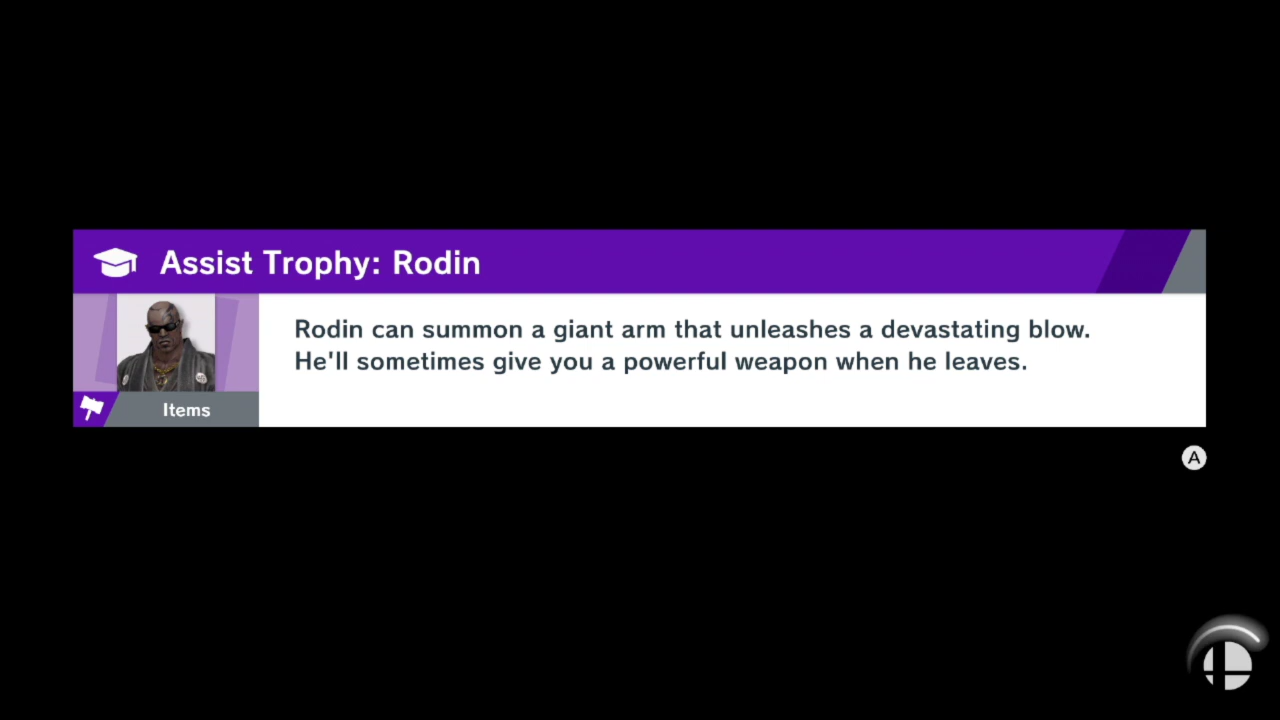 Assist Trophy: Rodin
Rodin can summon a giant arm that unleashes a devastating blow.
He'll sometimes give you a powerful weapon when he leaves.
Items
A